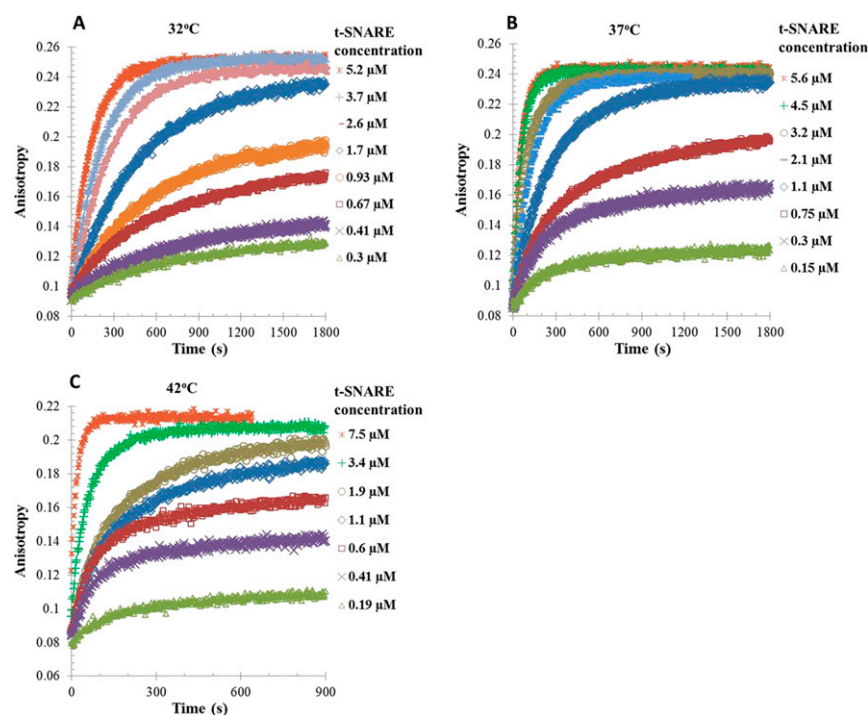 A
32°C
t-SNARE
concentration
5.2 µM
3.7 µM
2.6 µM
1.7 µM
0.93 µM
0.67 µM
0.41 µM
0.3 µM
0.26
0.24
0.22
0.2
0.18
0.16
0.14
0.12
0.1
0.08
Anisotropy
0 300 600 900 1200 1500 1800
Time (s)
B
37°C
t-SNARE
concentration
5.6 µM
4.5 µM
3.2 µM
2.1 µM
1.1 µM
0.75 µM
0.3 µM
0.15 µM
0.26
0.24
0.22
0.2
0.18
0.16
0.14
0.12
0.1
0.08
Anisotropy
0 300 600 900 1200 1500 1800
Time (s)
C
42°C
t-SNARE
concentration
7.5 µM
3.4 µM
1.9 µM
1.1 µM
0.6 µM
0.41 µM
0.19 µM
0.22
0.2
0.18
0.16
0.14
0.12
0.1
0.08
0.06
Anisotropy
0 300 600 900
Time (s)